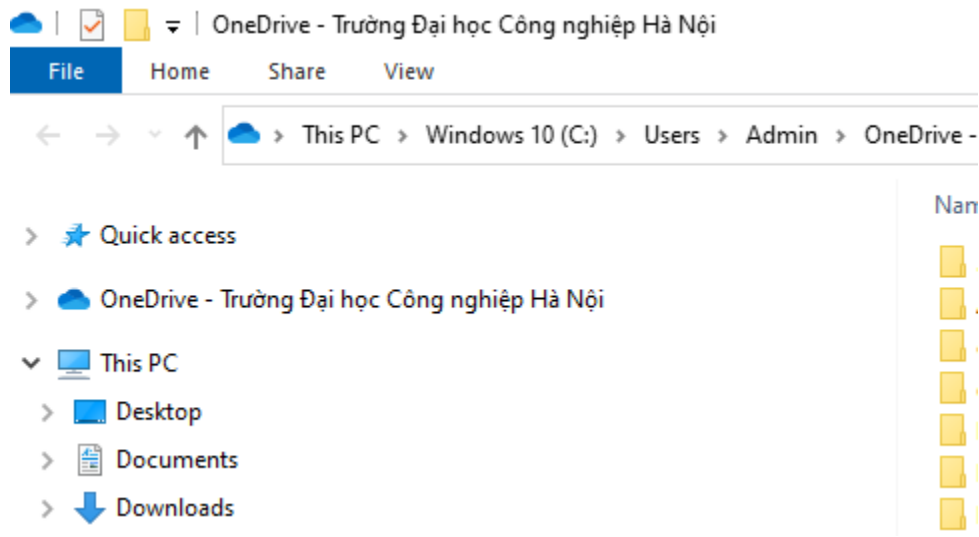 OneDrive - Trường Đại học Công nghiệp Hà Nội
File Home Share View
This PC > Windows 10 (C:) > Users > Admin > OneDrive -
Quick access
OneDrive - Trường Đại học Công nghiệp Hà Nội
This PC
Desktop
Documents
Downloads